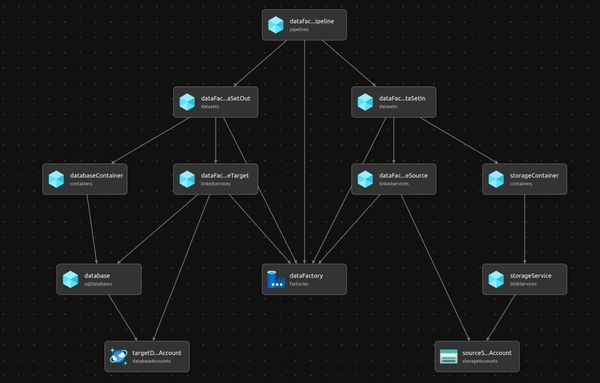 datafac...ipeline
pipelines
dataFac...aSetOut
datasets
dataFac...taSetIn
datasets
databaseContainer
containers
dataFac...eTarget
linkedservices
dataFac...eSource
linkedservices
storageContainer
containers
database
sqlDatabases
dataFactory
factories
storageService
blobServices
targetD...Account
databaseAccounts
sourceS...Account
storageAccounts